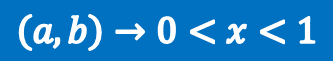 (a, b) → 0 < x < 1